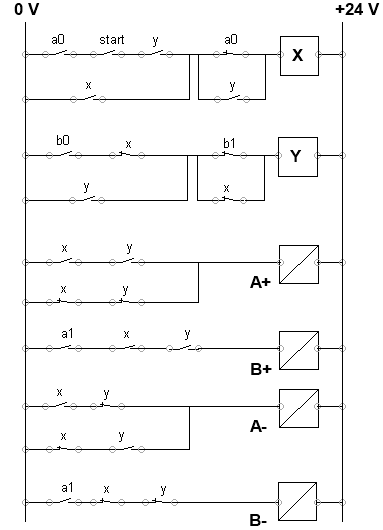 0 V +24 V
a0 start y a0 X
x y
b0 x b1 Y
y x
x y A+
x y
a1 x y B+
x y A-
x y
a1 x y B-